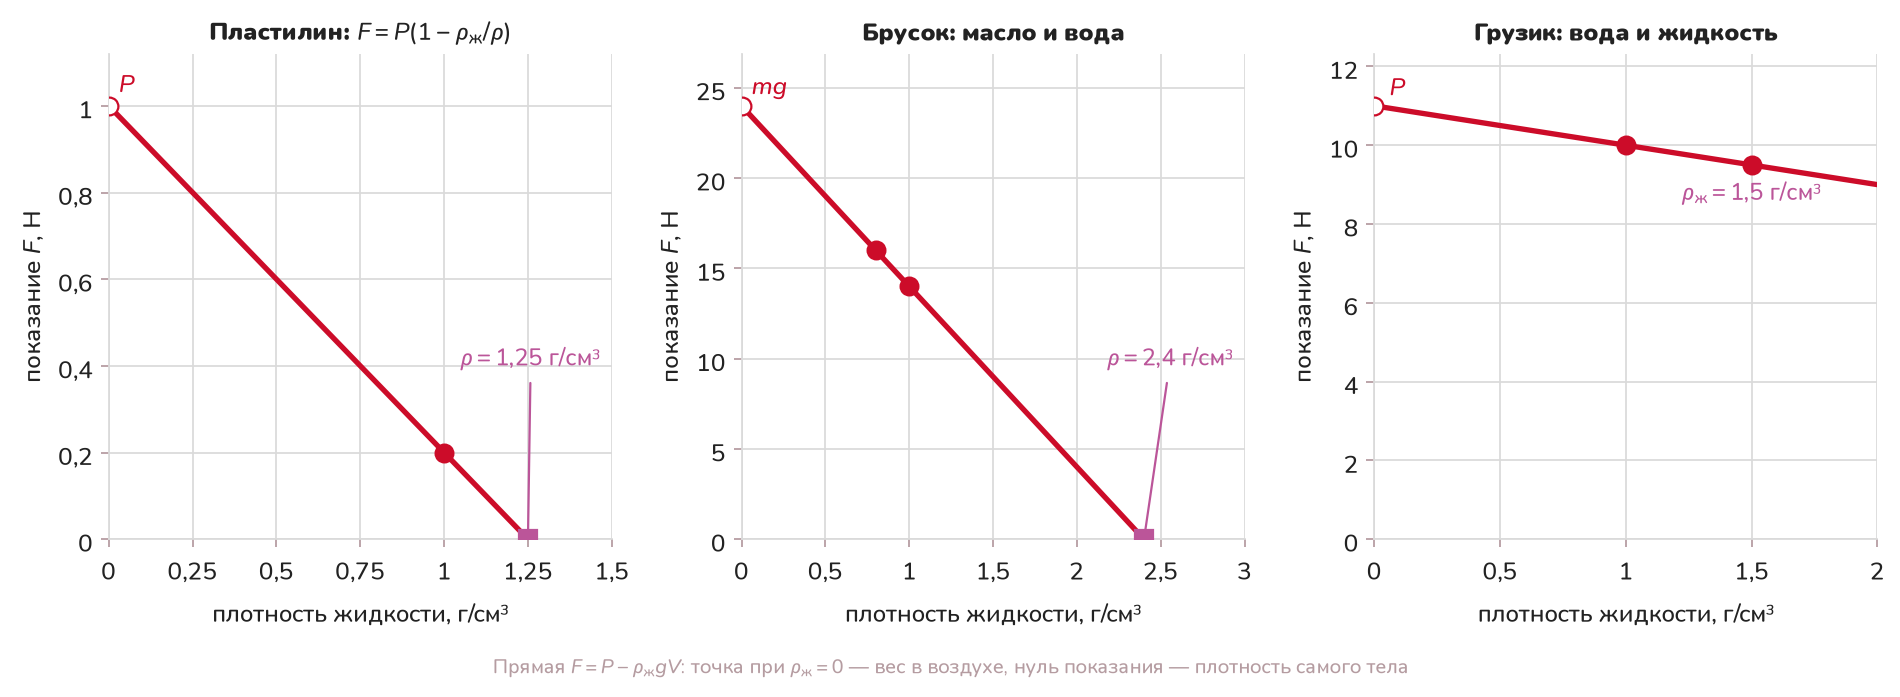 Пластилин: F = P(1 – ρж/ρ)
P
1
0,8
0,6
0,4
0,2
0
показание F, Н
ρ = 1,25 г/см³
0 0,25 0,5 0,75 1 1,25 1,5
плотность жидкости, г/см³
Брусок: масло и вода
mg
25
20
15
10
5
0
показание F, Н
ρ = 2,4 г/см³
0 0,5 1 1,5 2 2,5 3
плотность жидкости, г/см³
Грузик: вода и жидкость
P
12
10
8
6
4
2
0
показание F, Н
ρж = 1,5 г/см³
0 0,5 1 1,5 2
плотность жидкости, г/см³
Прямая F = P – ρжgV: точка при ρж = 0 — вес в воздухе, нуль показания — плотность самого тела